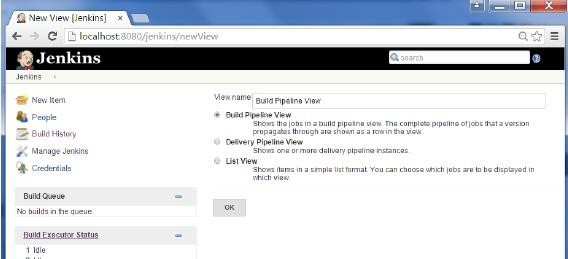 New View [Jenkins]
localhost:8080/jenkins/newView
Jenkins
search
Jenkins
New Item
People
Build History
Manage Jenkins
Credentials
Build Queue
No builds in the queue.
Build Executor Status
1 Idle
View name Build Pipeline View
Build Pipeline View
Shows the jobs in a build pipeline view. The complete pipeline of jobs that a version
propagates through are shown as a row in the view.
Delivery Pipeline View
Shows one or more delivery pipeline instances.
List View
Shows items in a simple list format. You can choose which jobs are to be displayed in
which view.
OK